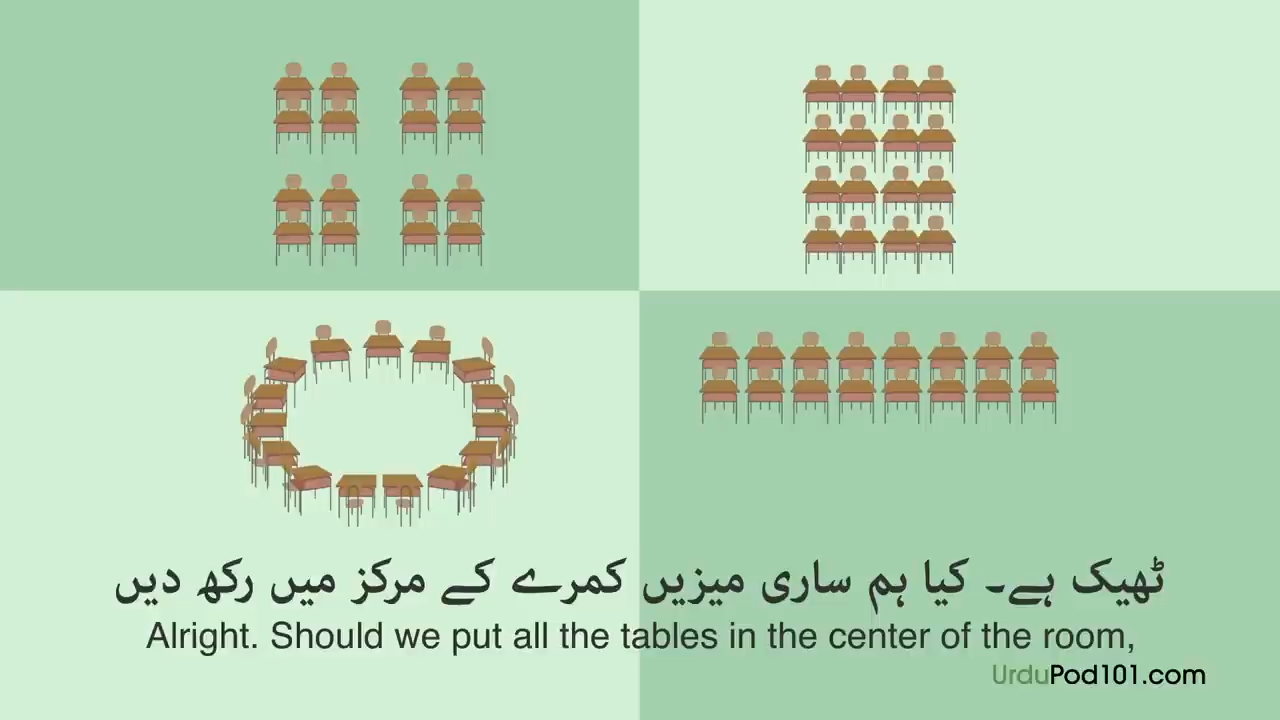 ٹھیک ہے۔ کیا ہم ساری میزیں کمرے کے مرکز میں رکھ دیں
Alright. Should we put all the tables in the center of the room,
UrduPod101.com